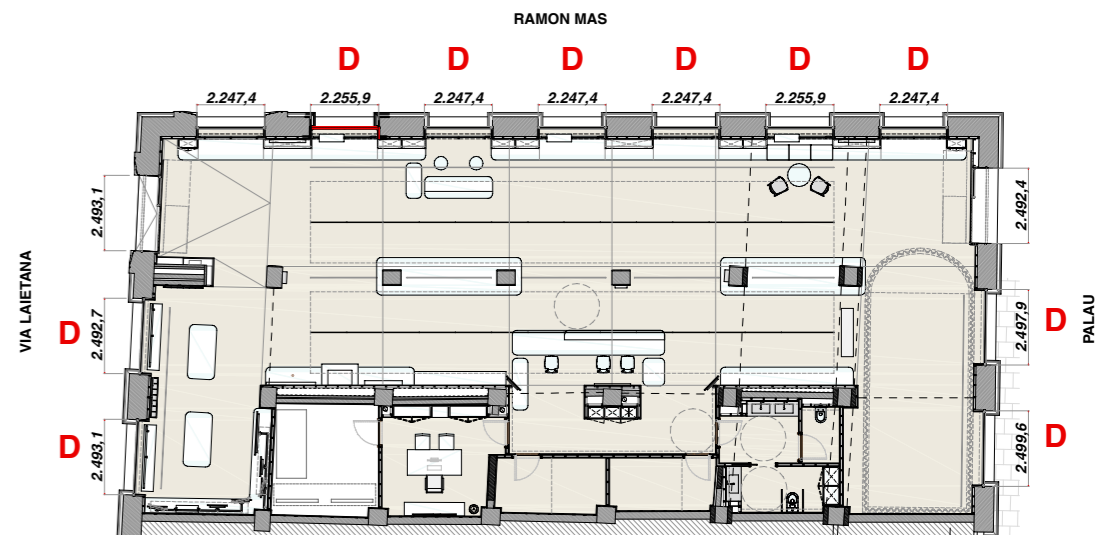 RAMON MAS
D D D D D D
2.247,4 2.255,9 2.247,4 2.247,4 2.247,4 2.255,9 2.247,4
VIA LAIETANA
2.493,1
D 2.492,7
D 2.493,1
2.492,4
2.497,9 D
2.499,6 D
PALAU